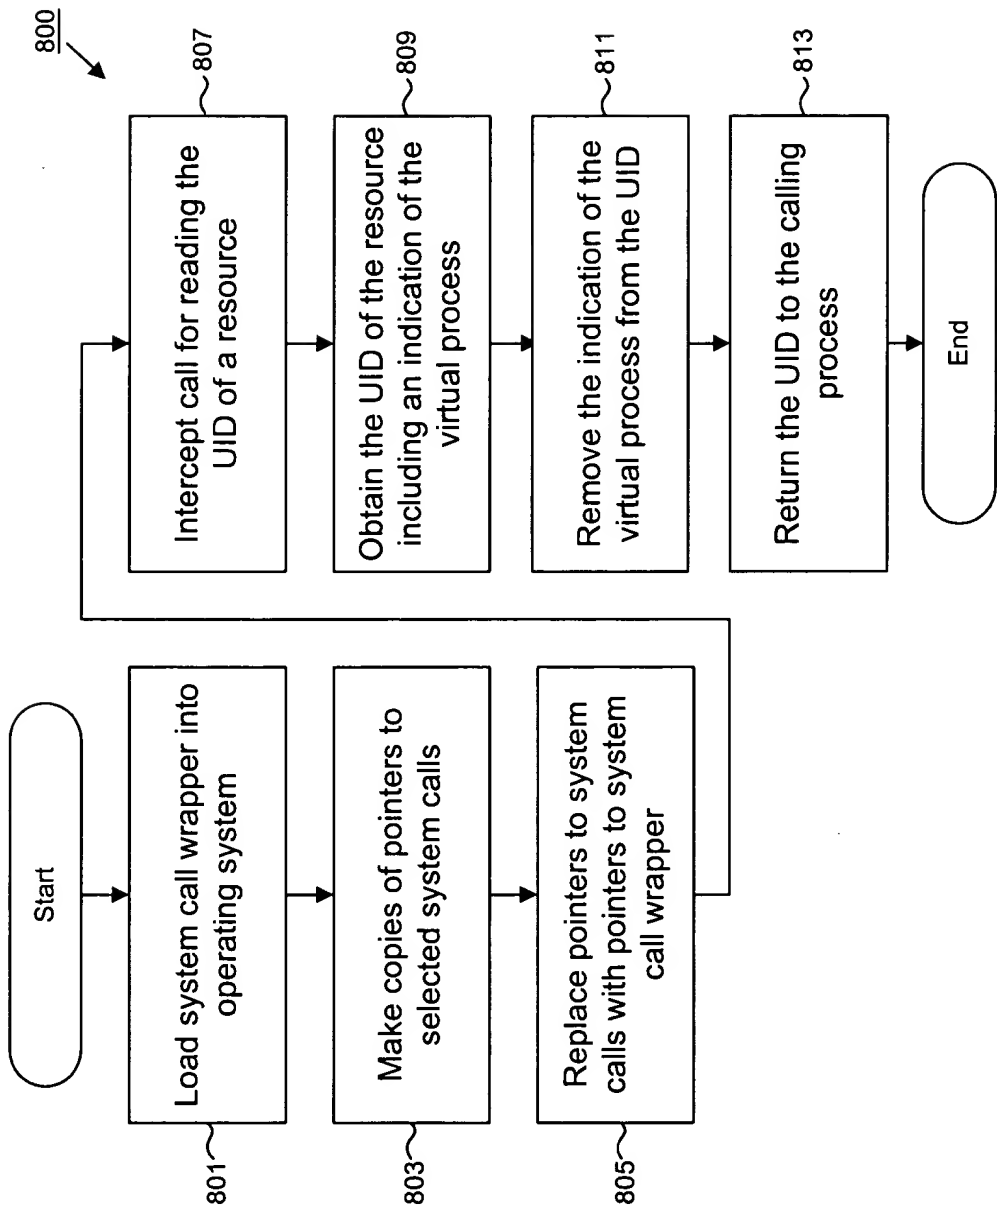 800
Start
801
Load system call wrapper into
operating system
803
Make copies of pointers to
selected system calls
805
Replace pointers to system
calls with pointers to system
call wrapper
807
Intercept call for reading the
UID of a resource
809
Obtain the UID of the resource
including an indication of the
virtual process
811
Remove the indication of the
virtual process from the UID
813
Return the UID to the calling
process
End